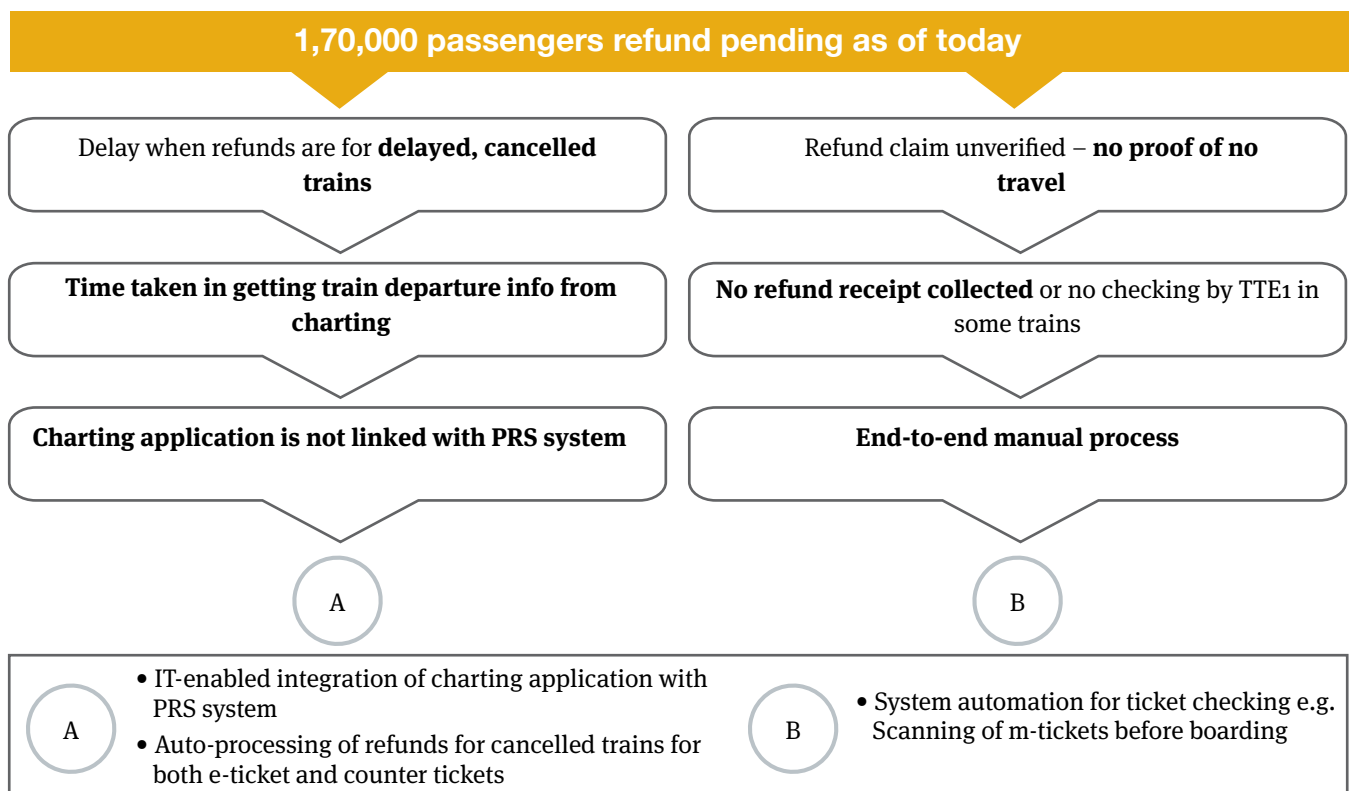 1,70,000 passengers refund pending as of today
Delay when refunds are for delayed, cancelled
trains
Time taken in getting train departure info from
charting
Charting application is not linked with PRS system
A
Refund claim unverified – no proof of no
travel
No refund receipt collected or no checking by TTE1 in
some trains
End-to-end manual process
B
A
• IT-enabled integration of charting application with
PRS system
• Auto-processing of refunds for cancelled trains for
both e-ticket and counter tickets
B
• System automation for ticket checking e.g.
Scanning of m-tickets before boarding